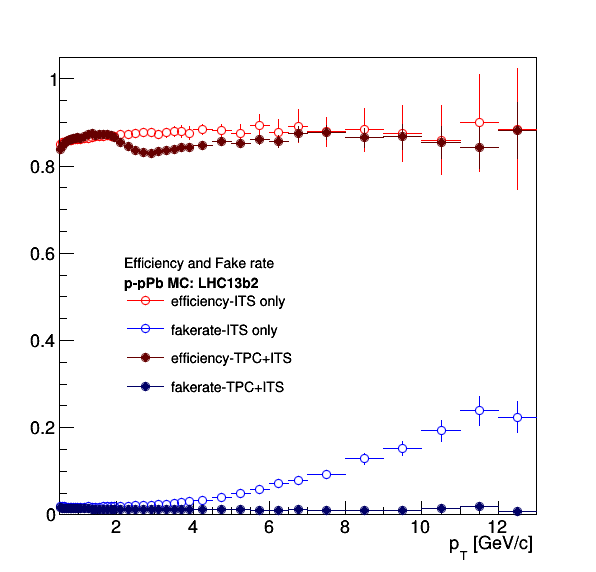 1
0.8
0.6
Efficiency and Fake rate
p-pPb MC: LHC13b2
efficiency-ITS only
fakerate-ITS only
0.4
efficiency-TPC+ITS
fakerate-TPC+ITS
0.2
0
2 4 6 8 10 12
p_T [GeV/c]